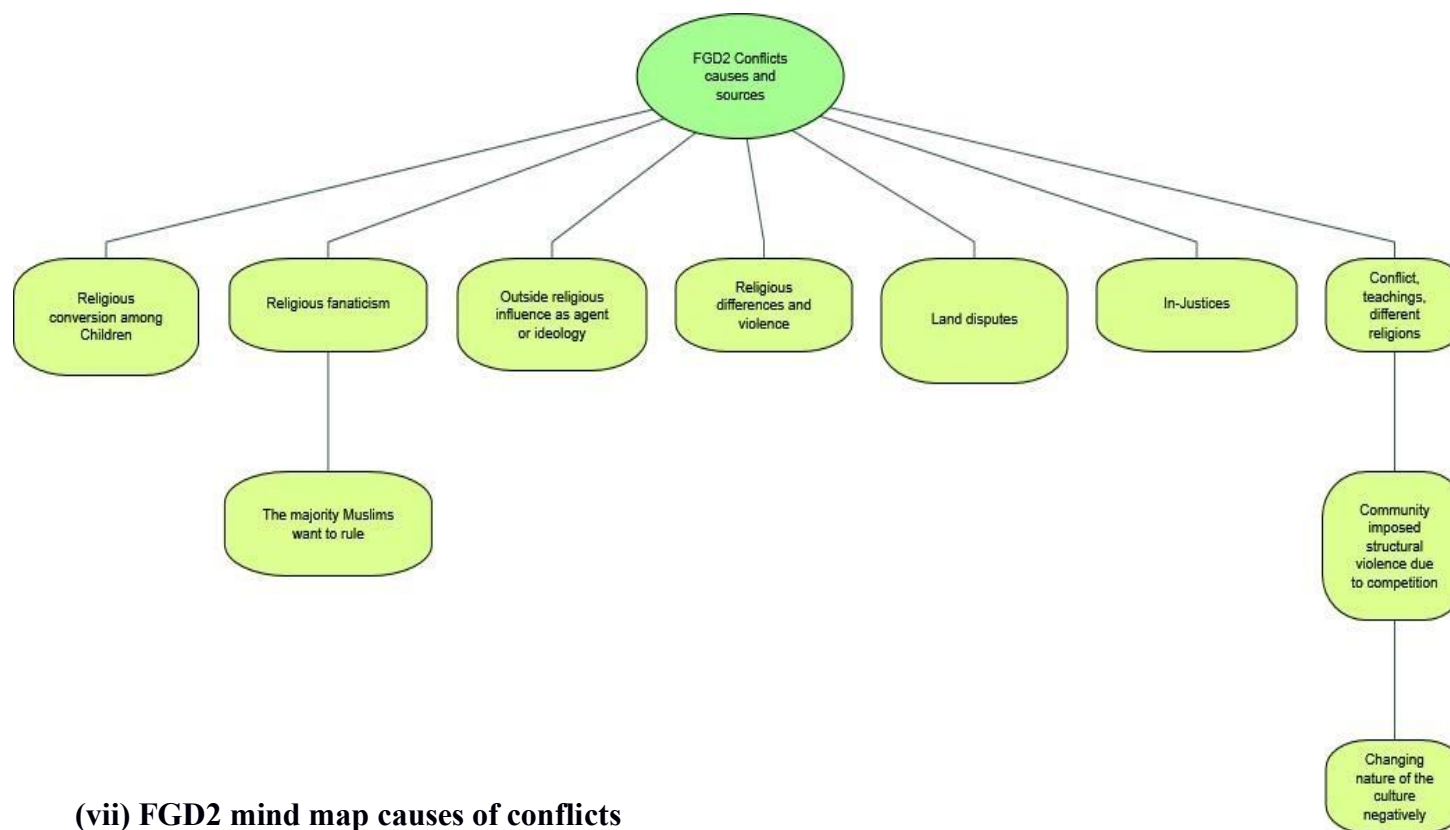 FGD2 Conflicts
causes and
sources
Religious
conversion among
Children
Religious fanaticism
Outside religious
influence as agent
or ideology
Religious
differences and
violence
Land disputes
In-Justices
Conflict,
teachings,
different
religions
The majority Muslims
want to rule
Community
imposed
structural
violence due
to competition
Changing
nature of the
culture
negatively
(vii) FGD2 mind map causes of conflicts